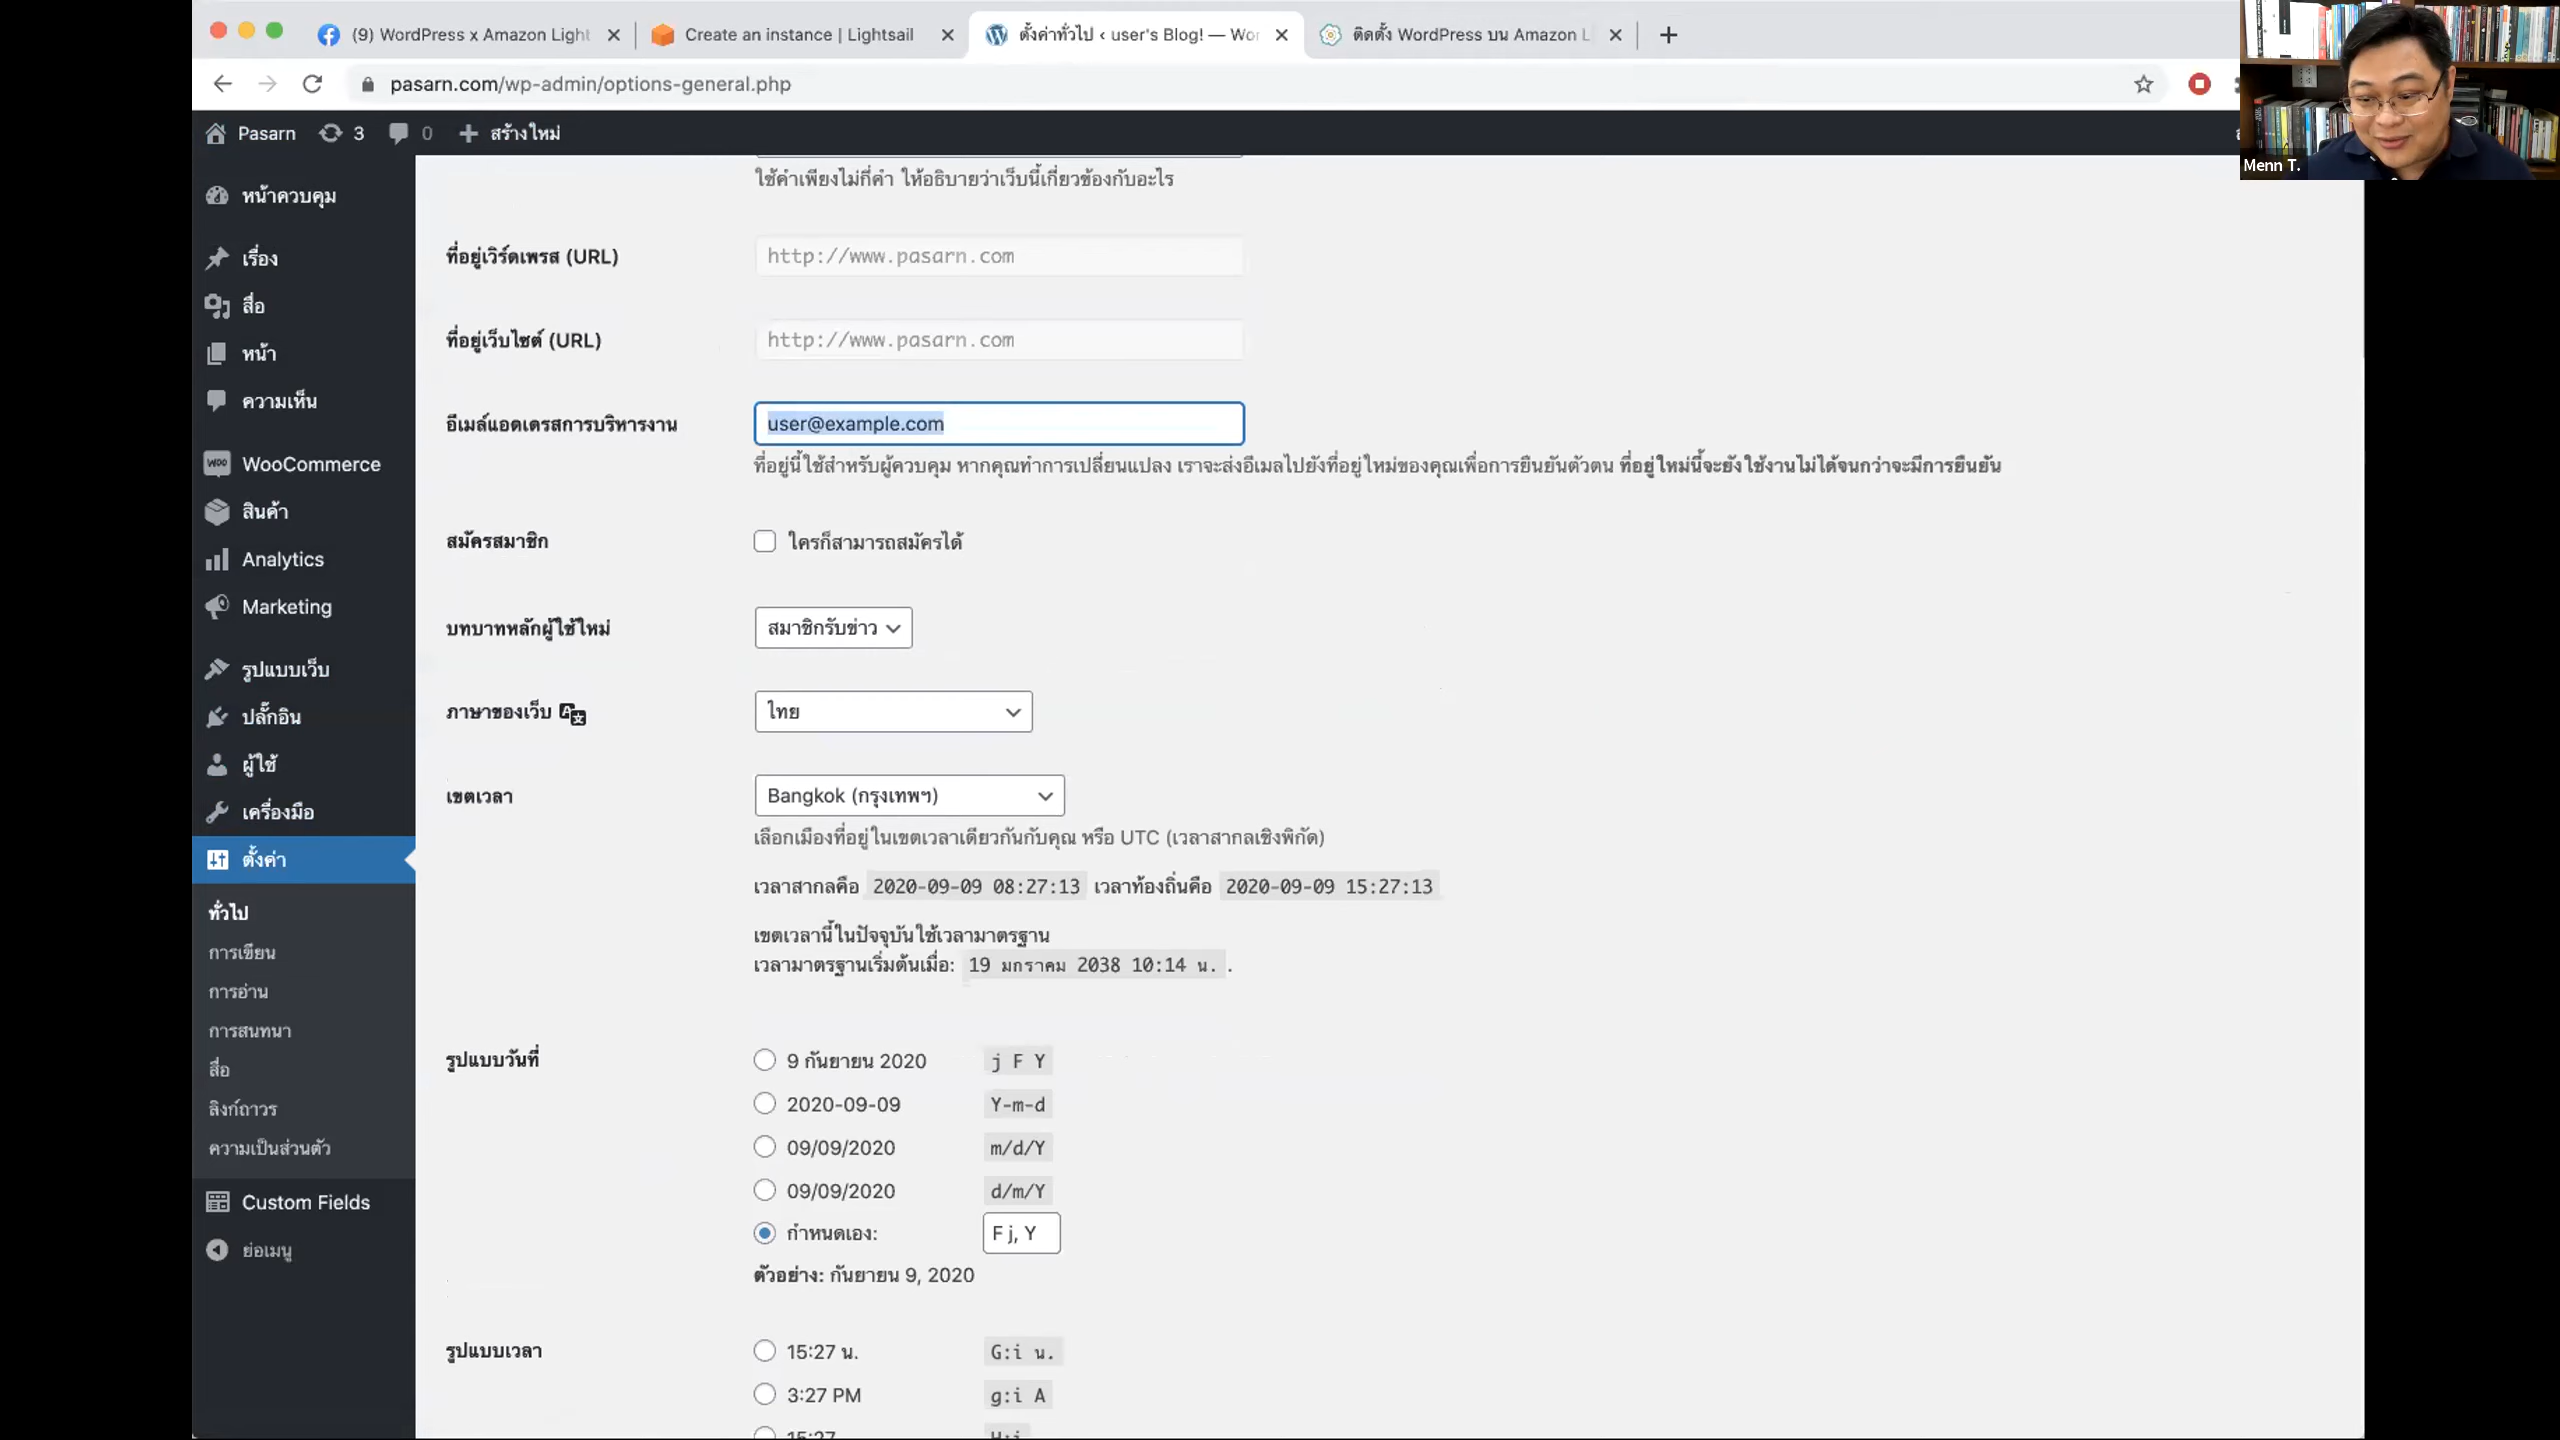 (9) WordPress x Amazon Light
Create an instance | Lightsail
ตั้งค่าทั่วไป ‹ user's Blog! — Wor
ติดตั้ง WordPress บน Amazon L
pasarn.com/wp-admin/options-general.php
Menn T.
Pasarn 3 0 + สร้างใหม่
หน้าควบคุม
เรื่อง
สื่อ
หน้า
ความเห็น
WooCommerce
สินค้า
Analytics
Marketing
รูปแบบเว็บ
ปลั๊กอิน
ผู้ใช้
เครื่องมือ
ตั้งค่า
ทั่วไป
การเขียน
การอ่าน
การสนทนา
สื่อ
ลิงก์ถาวร
ความเป็นส่วนตัว
Custom Fields
ย่อเมนู
ใช้คำเพียงไม่กี่คำ ให้อธิบายว่าเว็บนี้เกี่ยวข้องกับอะไร
ที่อยู่เวิร์ดเพรส (URL) http://www.pasarn.com
ที่อยู่เว็บไซต์ (URL) http://www.pasarn.com
อีเมล์แอดเดรสการบริหารงาน user@example.com
ที่อยู่นี้ใช้สำหรับผู้ควบคุม หากคุณทำการเปลี่ยนแปลง เราจะส่งอีเมลไปยังที่อยู่ใหม่ของคุณเพื่อการยืนยันตัวตน ที่อยู่ใหม่นี้จะยังใช้งานไม่ได้จนกว่าจะมีการยืนยัน
สมัครสมาชิก ใครก็สามารถสมัครได้
บทบาทหลักผู้ใช้ใหม่ สมาชิกรับข่าว
ภาษาของเว็บ ไทย
เขตเวลา Bangkok (กรุงเทพฯ)
เลือกเมืองที่อยู่ในเขตเวลาเดียวกันกับคุณ หรือ UTC (เวลาสากลเชิงพิกัด)
เวลาสากลคือ 2020-09-09 08:27:13 เวลาท้องถิ่นคือ 2020-09-09 15:27:13
เขตเวลานี้ในปัจจุบันใช้เวลามาตรฐาน
เวลามาตรฐานเริ่มต้นเมื่อ: 19 มกราคม 2038 10:14 น. .
รูปแบบวันที่ 9 กันยายน 2020 j F Y
2020-09-09 Y-m-d
09/09/2020 m/d/Y
09/09/2020 d/m/Y
กำหนดเอง: F j, Y
ตัวอย่าง: กันยายน 9, 2020
รูปแบบเวลา 15:27 น. G:i น.
3:27 PM g:i A
15:27 H:i